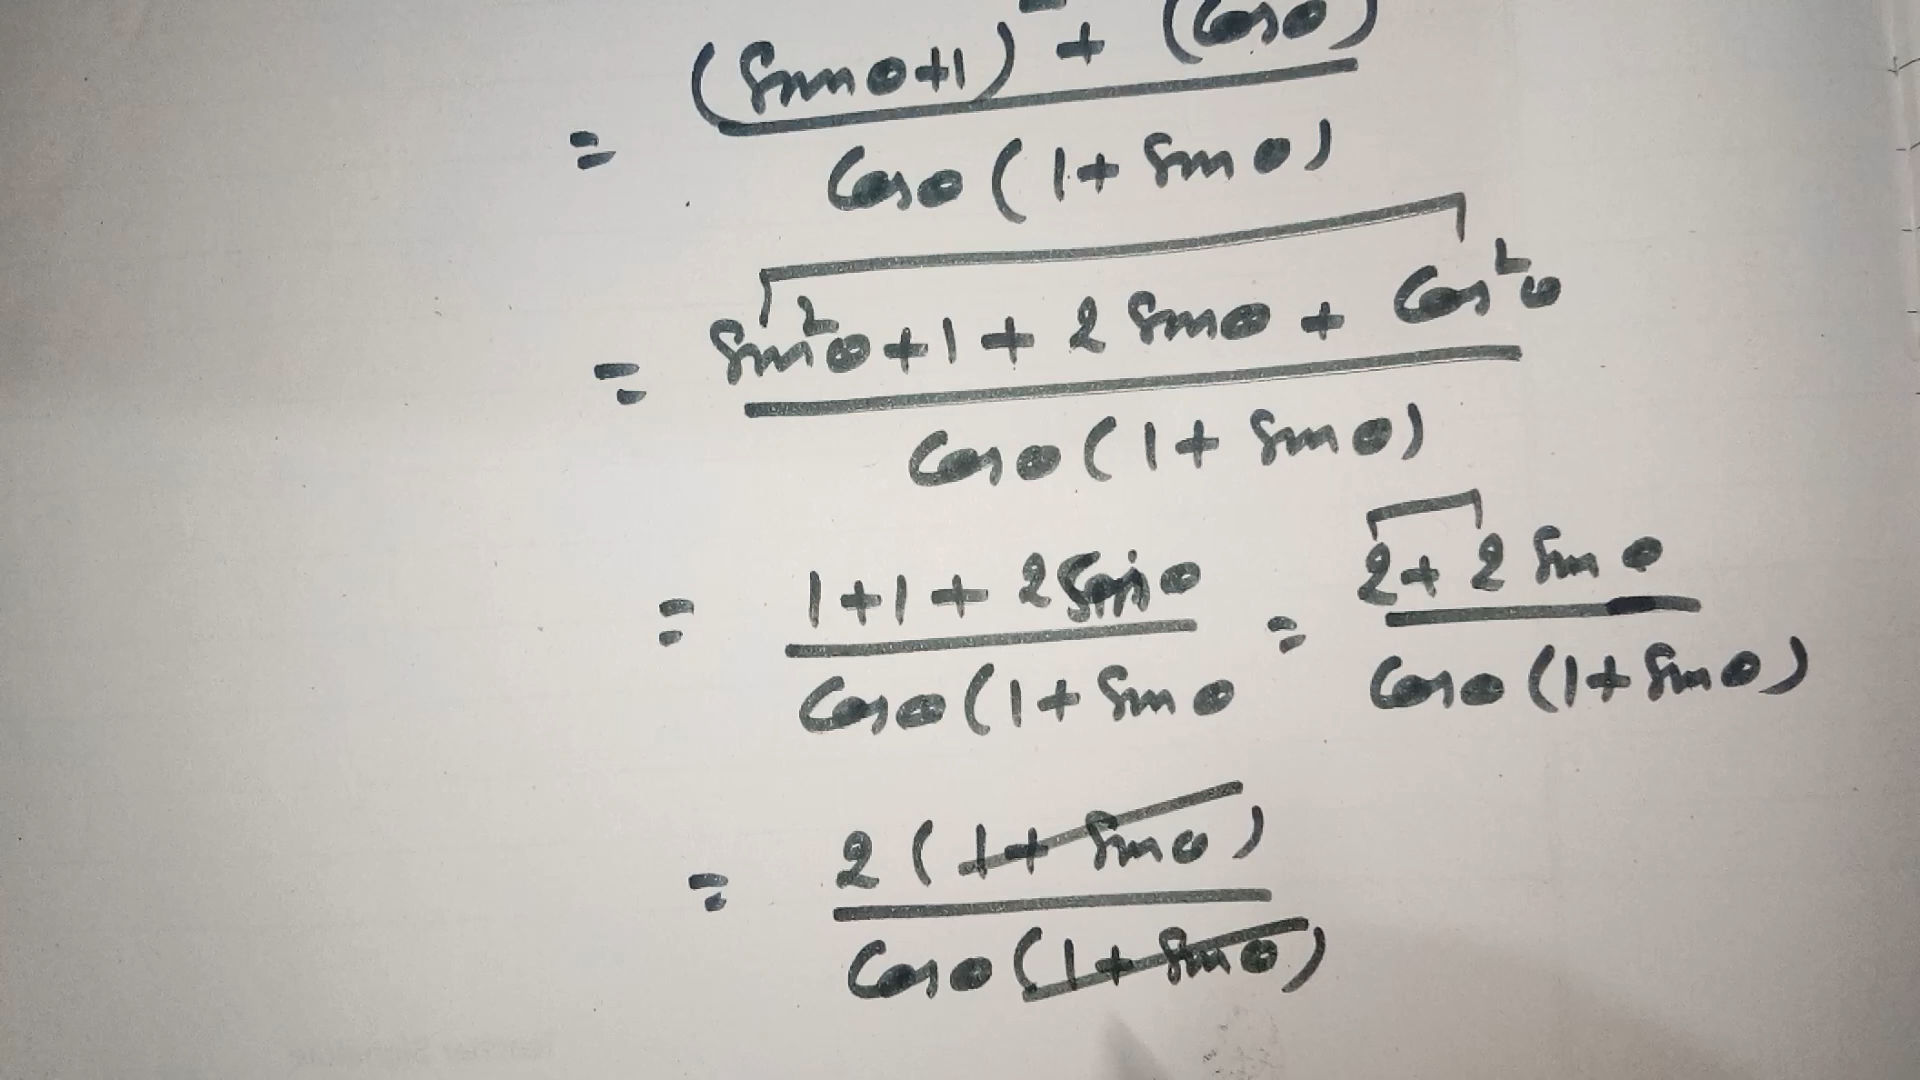 = (Sinθ+1)² + (Cosθ) / Cosθ(1+Sinθ)
= Sin²θ+1+2Sinθ+Cos²θ / Cosθ(1+Sinθ)
= 1+1+2Sinθ / Cosθ(1+Sinθ = 2+2Sinθ / Cosθ(1+Sinθ)
= 2(1+Sinθ) / Cosθ(1+Sinθ)